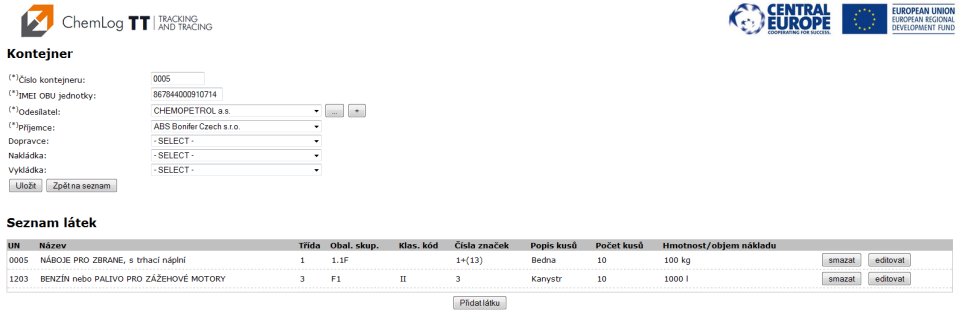 ChemLog TT | TRACKING AND TRACING
CENTRAL EUROPE
COOPERATING FOR SUCCESS.
EUROPEAN UNION
EUROPEAN REGIONAL
DEVELOPMENT FUND
Kontejner
(*)Číslo kontejneru: 0005
(*)IMEI OBU jednotky: 867844000910714
(*)Odesílatel: CHEMOPETROL a.s. ... +
(*)Příjemce: ABS Bonifer Czech s.r.o.
Dopravce: - SELECT -
Nakládka: - SELECT -
Vykládka: - SELECT -
Uložit Zpět na seznam
Seznam látek
UN Název Třída Obal. skup. Klas. kód Čísla značek Popis kusů Počet kusů Hmotnost/objem nákladu
0005 NÁBOJE PRO ZBRANE, s trhací náplní 1 1.1F 1+(13) Bedna 10 100 kg smazat editovat
1203 BENZÍN nebo PALIVO PRO ZÁŽEHOVÉ MOTORY 3 F1 II 3 Kanystr 10 1000 l smazat editovat
Přidat látku